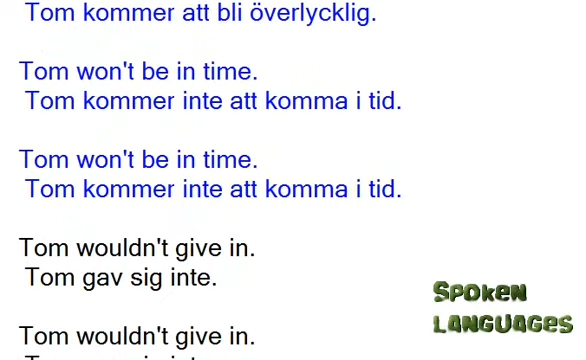 Tom kommer att bli överlycklig.
Tom won't be in time.
Tom kommer inte att komma i tid.
Tom won't be in time.
Tom kommer inte att komma i tid.
Tom wouldn't give in.
Tom gav sig inte.
Tom wouldn't give in.
Spoken
Languages